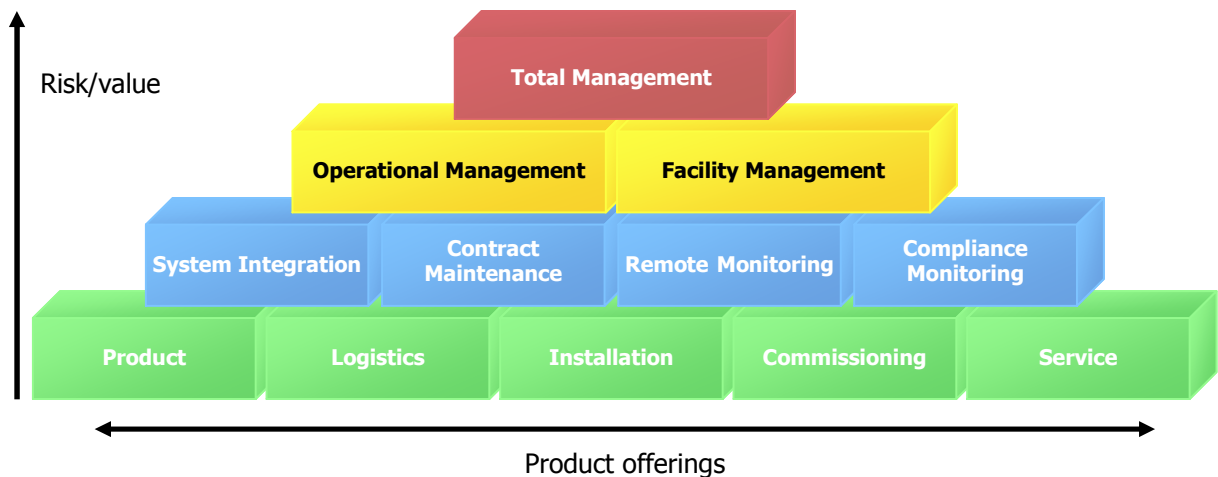 Risk/value
Total Management
Operational Management
Facility Management
System Integration
Contract
Maintenance
Remote Monitoring
Compliance
Monitoring
Product
Logistics
Installation
Commissioning
Service
Product offerings